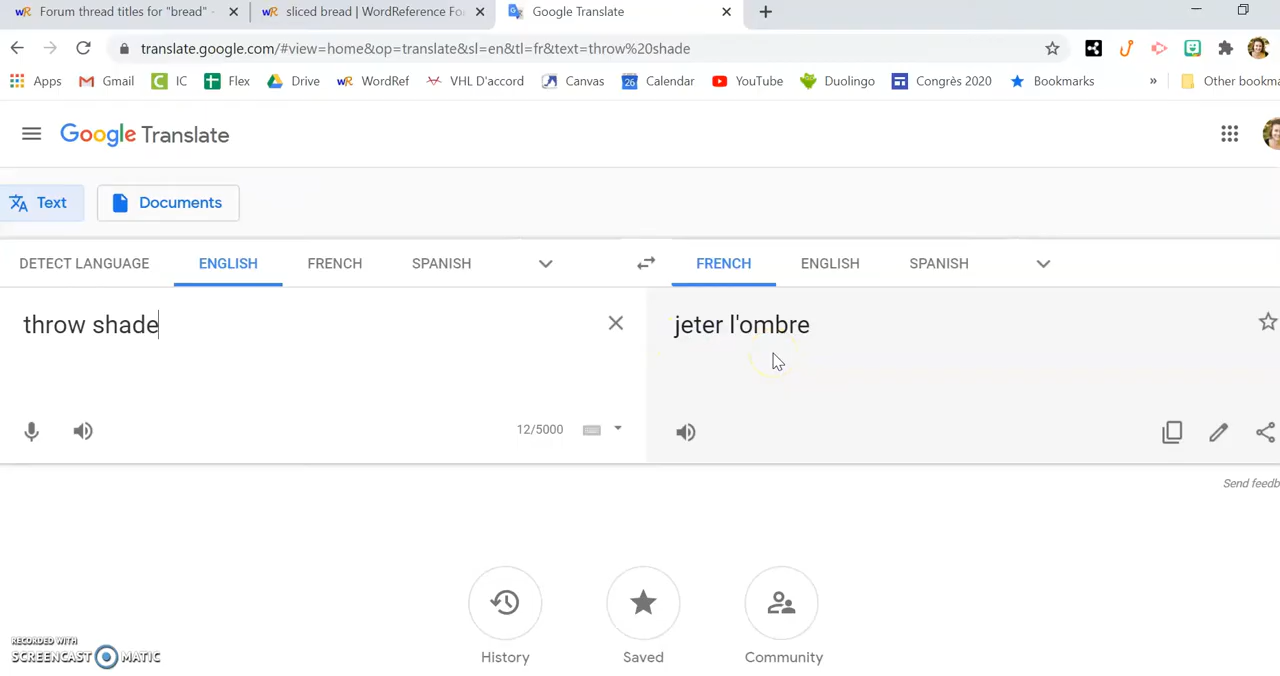 Forum thread titles for "bread" - sliced bread | WordReference Fo Google Translate
translate.google.com/#view=home&op=translate&sl=en&tl=fr&text=throw%20shade
Apps Gmail IC Flex Drive WordRef VHL D'accord Canvas Calendar YouTube Duolingo Congrès 2020 Bookmarks » Other bookma
Google Translate
Text Documents
DETECT LANGUAGE ENGLISH FRENCH SPANISH FRENCH ENGLISH SPANISH
throw shade jeter l'ombre
12/5000
Send feedb
History Saved Community
RECORDED WITH
SCREENCAST MATIC